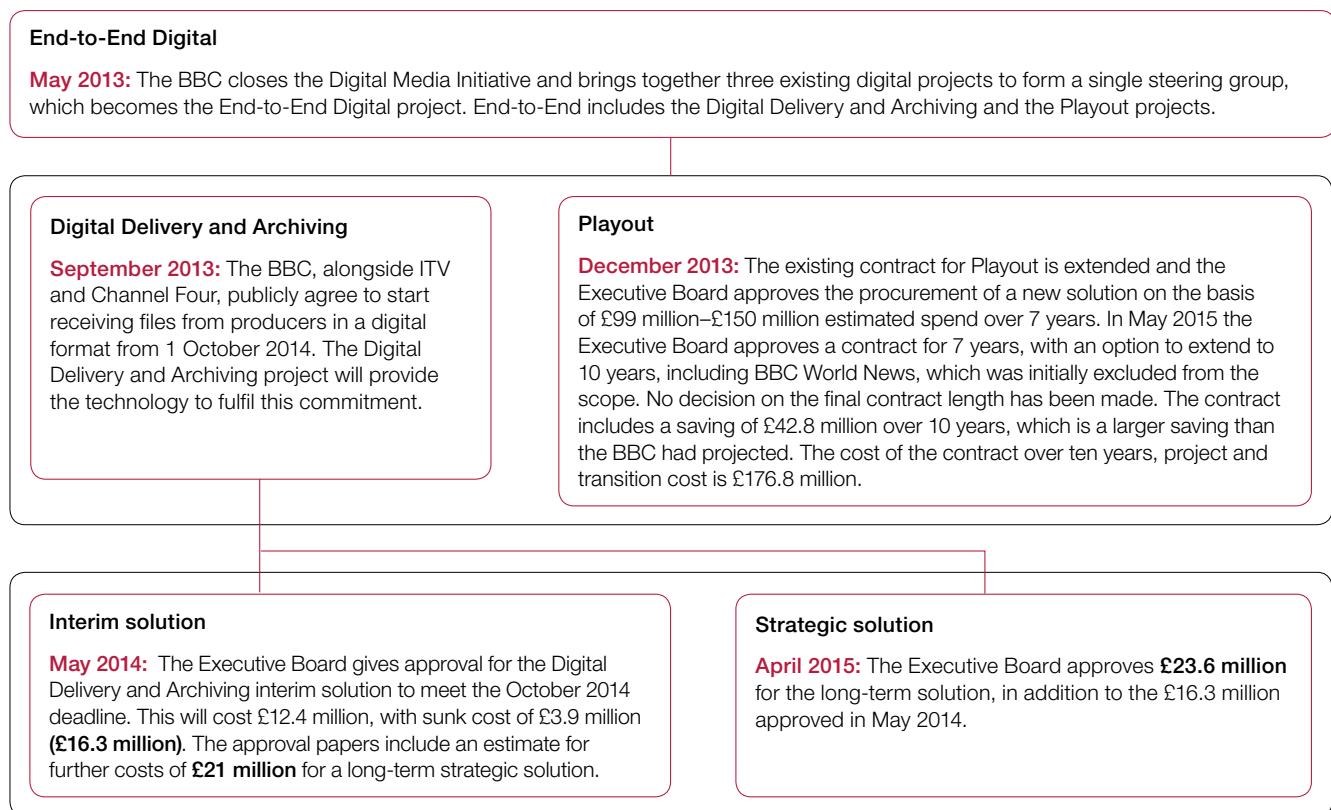 End-to-End Digital
May 2013: The BBC closes the Digital Media Initiative and brings together three existing digital projects to form a single steering group,
which becomes the End-to-End Digital project. End-to-End includes the Digital Delivery and Archiving and the Playout projects.
Digital Delivery and Archiving
September 2013: The BBC, alongside ITV
and Channel Four, publicly agree to start
receiving files from producers in a digital
format from 1 October 2014. The Digital
Delivery and Archiving project will provide
the technology to fulfil this commitment.
Playout
December 2013: The existing contract for Playout is extended and the
Executive Board approves the procurement of a new solution on the basis
of £99 million–£150 million estimated spend over 7 years. In May 2015 the
Executive Board approves a contract for 7 years, with an option to extend to
10 years, including BBC World News, which was initially excluded from the
scope. No decision on the final contract length has been made. The contract
includes a saving of £42.8 million over 10 years, which is a larger saving than
the BBC had projected. The cost of the contract over ten years, project and
transition cost is £176.8 million.
Interim solution
May 2014: The Executive Board gives approval for the Digital
Delivery and Archiving interim solution to meet the October 2014
deadline. This will cost £12.4 million, with sunk cost of £3.9 million
(£16.3 million). The approval papers include an estimate for
further costs of £21 million for a long-term strategic solution.
Strategic solution
April 2015: The Executive Board approves £23.6 million
for the long-term solution, in addition to the £16.3 million
approved in May 2014.